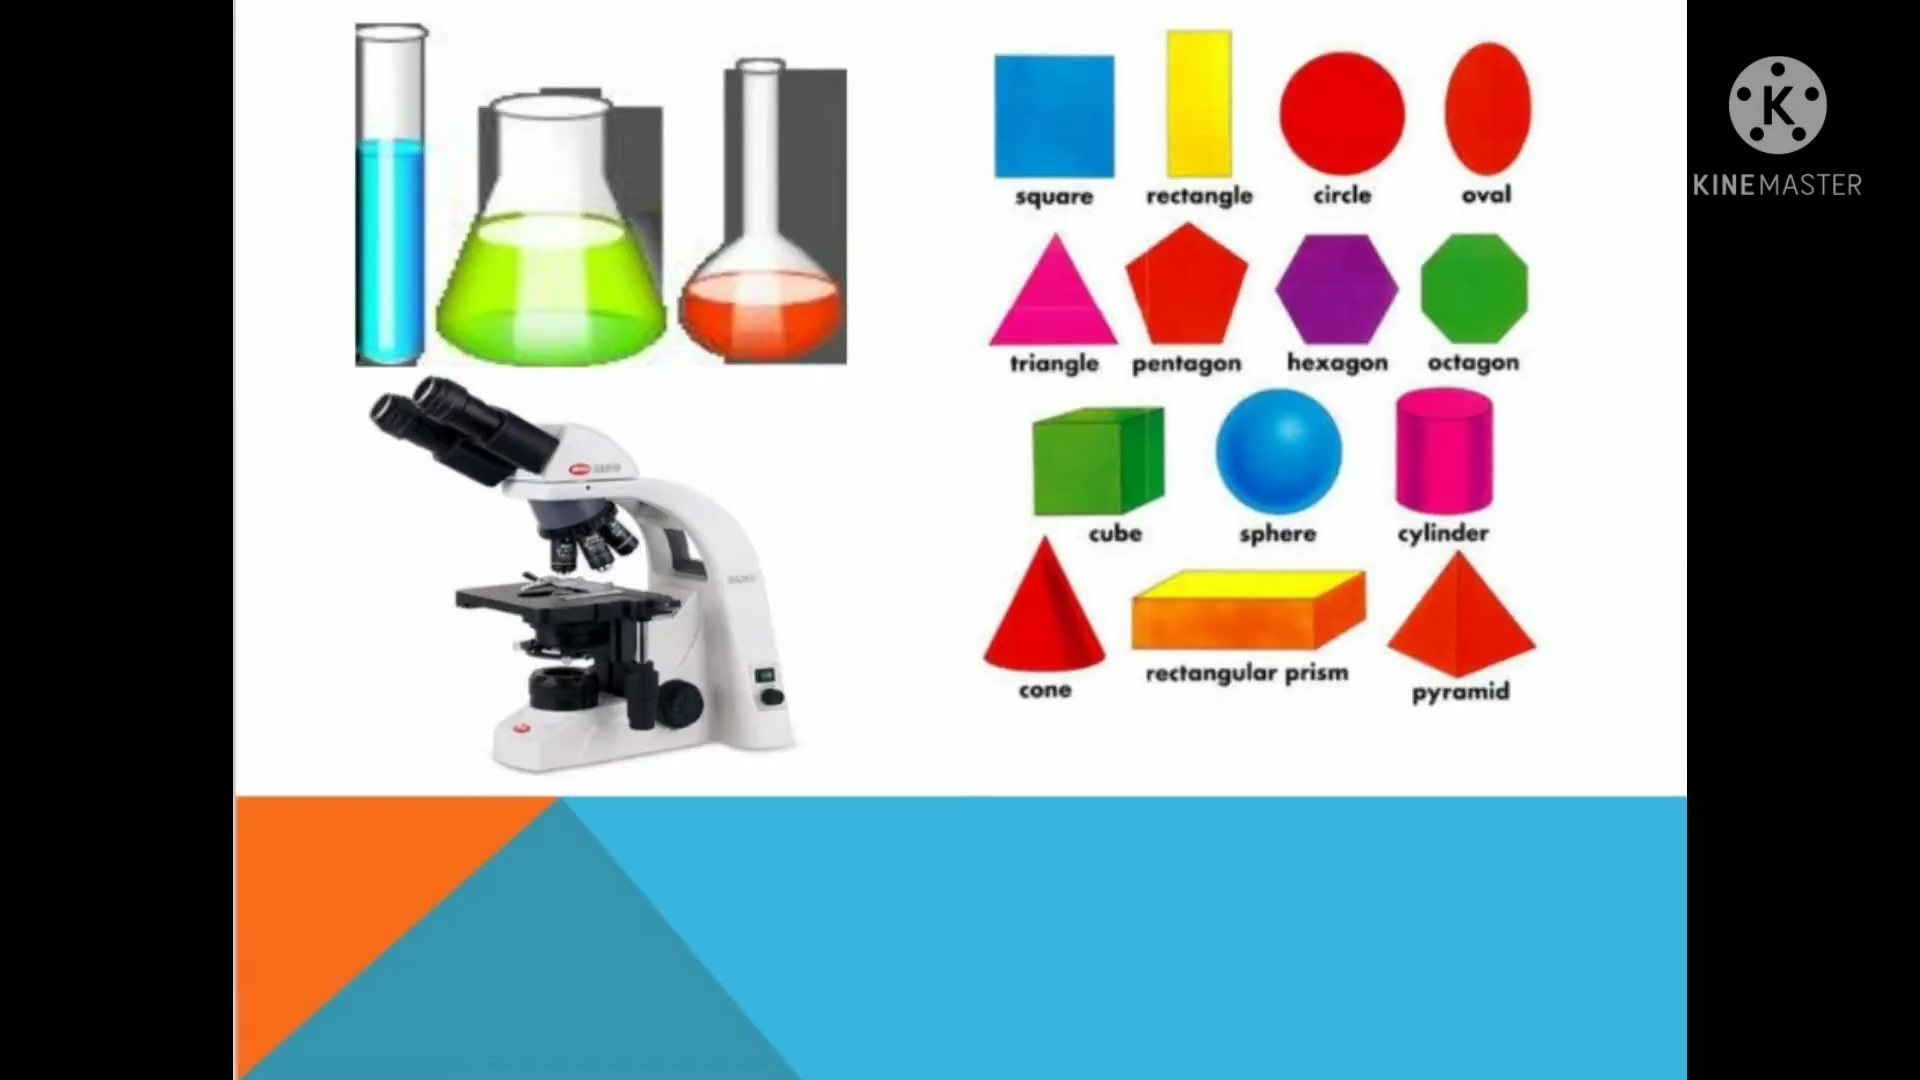 square rectangle circle oval
triangle pentagon hexagon octagon
cube sphere cylinder
cone rectangular prism pyramid
K
KINEMASTER